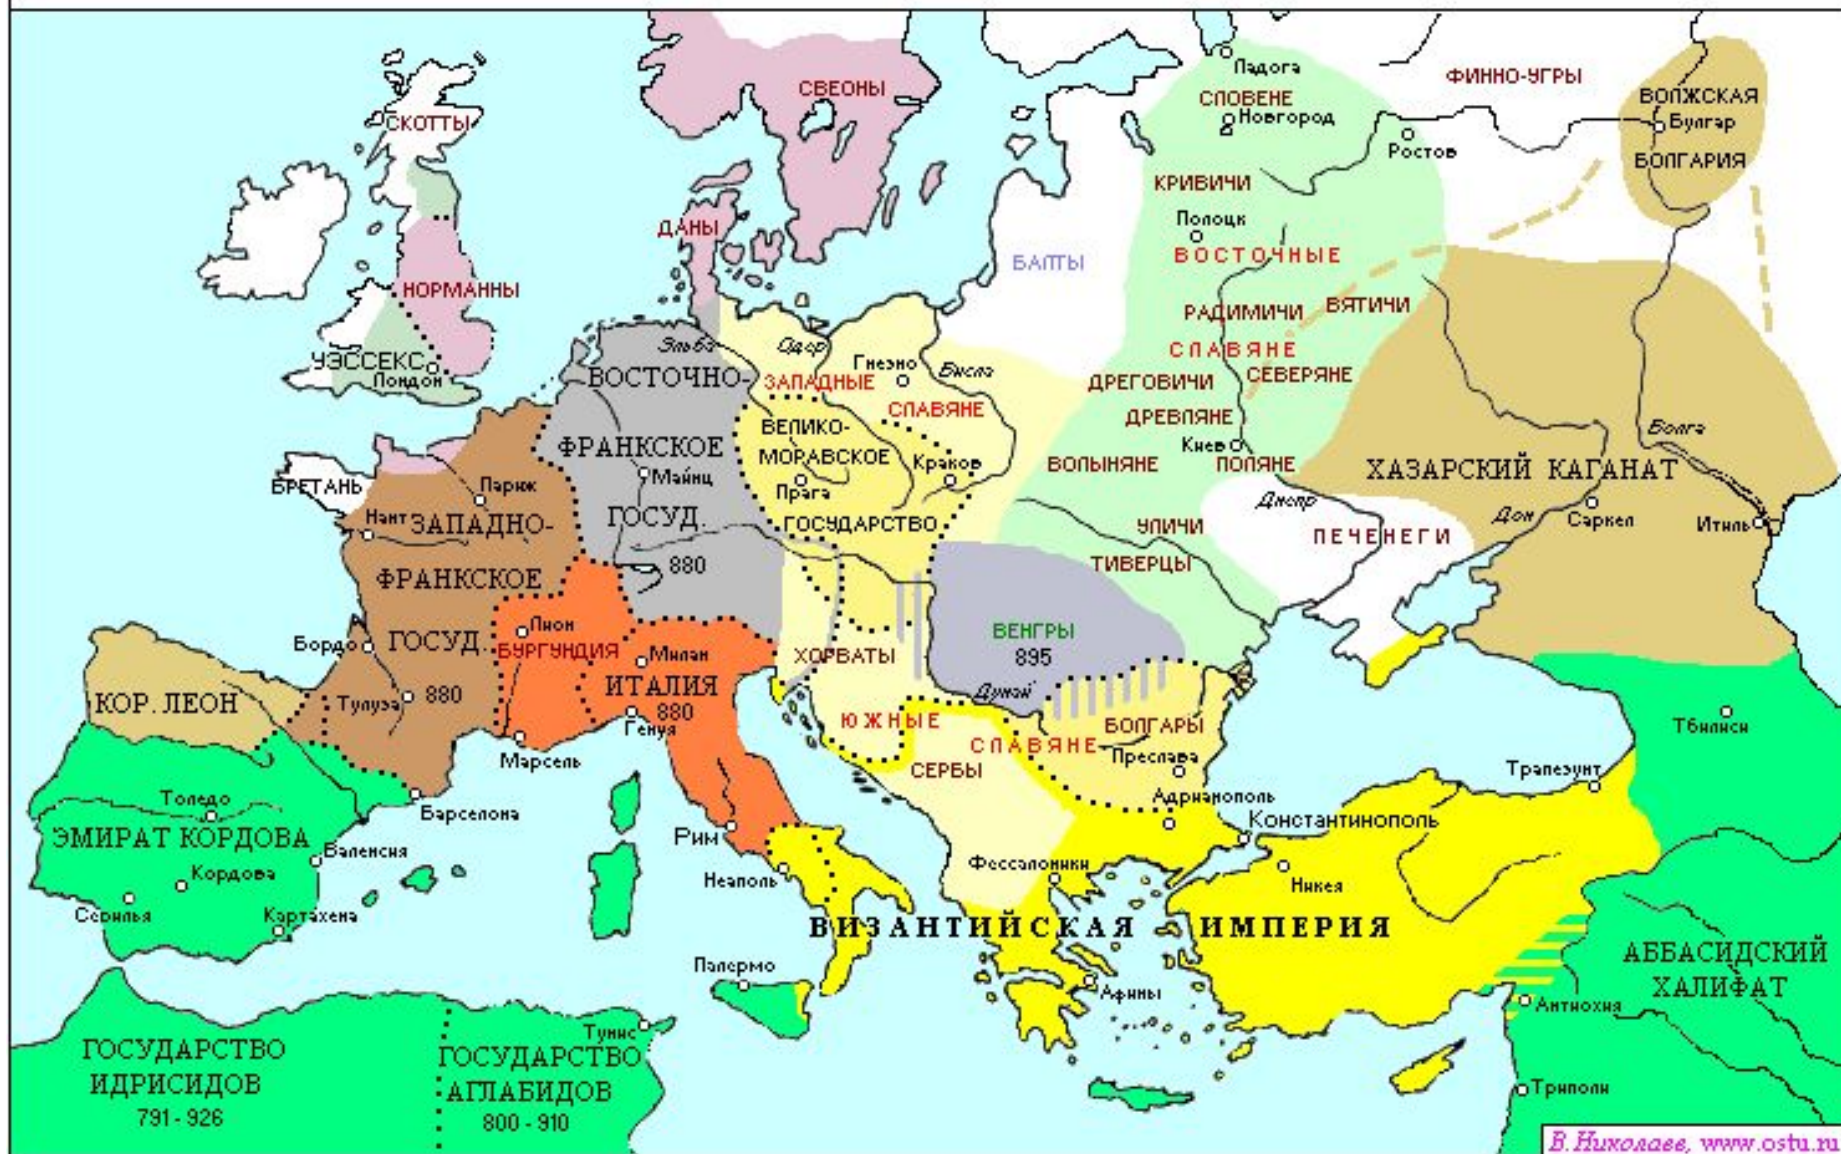 СВЕОНЫ
Ладога
СЛОВЕНЕ
Новгород
ФИННО-УГРЫ
ВОЛЖСКАЯ
Булгар
БОЛГАРИЯ
СКОТТЫ
Ростов
КРИВИЧИ
Полоцк
ДАНЫ
ВОСТОЧНЫЕ
БАЛТЫ
НОРМАННЫ
РАДИМИЧИ
ВЯТИЧИ
УЭССЕКС
Лондон
Эльба
Одер
Гнезно
Висла
СЛАВЯНЕ
ВОСТОЧНО-
ЗАПАДНЫЕ
ДРЕГОВИЧИ
СЕВЕРЯНЕ
СЛАВЯНЕ
ДРЕВЛЯНЕ
ВЕЛИКО-
Волга
ФРАНКСКОЕ
МОРАВСКОЕ
Краков
Киев
ВОЛЫНЯНЕ
ПОЛЯНЕ
ХАЗАРСКИЙ КАГАНАТ
Майнц
БРЕТАНЬ
Париж
Прага
Днепр
Нант
ЗАПАДНО-
ГОСУД.
ГОСУДАРСТВО
УЛИЧИ
Дон
Саркел
Итиль
ПЕЧЕНЕГИ
880
ТИВЕРЦЫ
ФРАНКСКОЕ
Лион
ВЕНГРЫ
895
Бордо
ГОСУД.
БУРГУНДИЯ
Милан
ХОРВАТЫ
КОР. ЛЕОН
Тулуза
880
ИТАЛИЯ
880
Генуя
Дунай
ЮЖНЫЕ
БОЛГАРЫ
СЛАВЯНЕ
Тбилиси
Марсель
СЕРБЫ
Преслава
Трапезунт
Толедо
Барселона
Адрианополь
Константинополь
ЭМИРАТ КОРДОВА
Рим
Валенсия
Фессалоники
Кордова
Неаполь
Никея
Севилья
Картахена
ВИЗАНТИЙСКАЯ ИМПЕРИЯ
АББАСИДСКИЙ
ХАЛИФАТ
Палермо
Афины
Антиохия
Тунис
ГОСУДАРСТВО
ИДРИСИДОВ
791 - 926
ГОСУДАРСТВО
АГЛАБИДОВ
800 - 910
Триполи
В.Николаев, www.ostu.ru